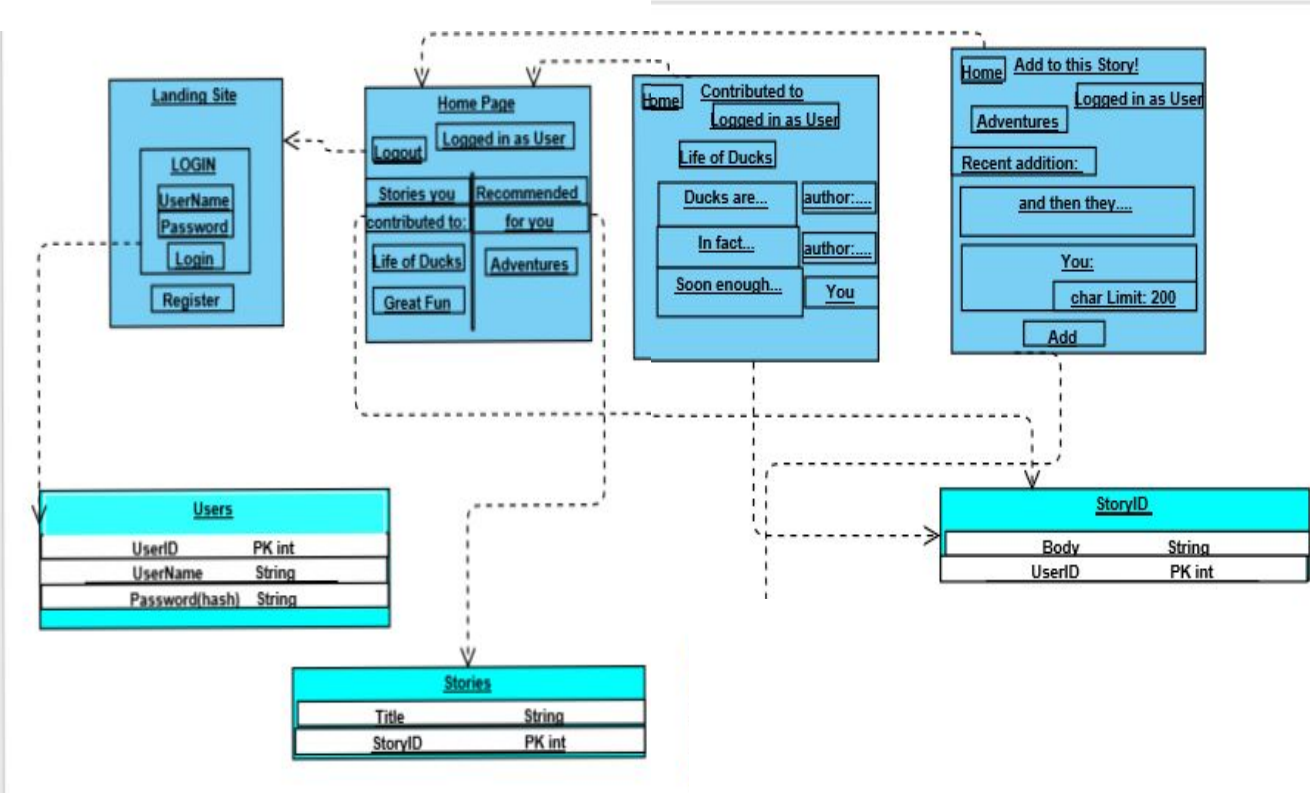 Landing Site
LOGIN
UserName
Password
Login
Register
Home Page
Logged in as User
Logout
Stories you
contributed to:
Recommended
for you
Life of Ducks
Adventures
Great Fun
Home
Contributed to
Logged in as User
Life of Ducks
Ducks are... author:....
In fact... author:....
Soon enough... You
Home
Add to this Story!
Logged in as User
Adventures
Recent addition:
and then they....
You:
char Limit: 200
Add
Users
UserID PK int
UserName String
Password(hash) String
Stories
Title String
StoryID PK int
StoryID
Body String
UserID PK int